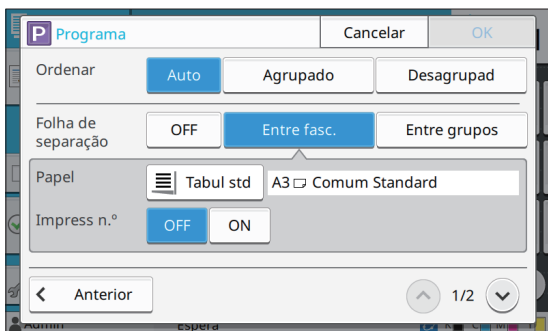 P Programa Cancelar OK
Ordenar Auto Agrupado Desagrupad
Folha de separação OFF Entre fasc. Entre grupos
Papel Tabul std A3 Comum Standard
Impress n.º OFF ON
Anterior 1/2
Admin Espera K C M Y